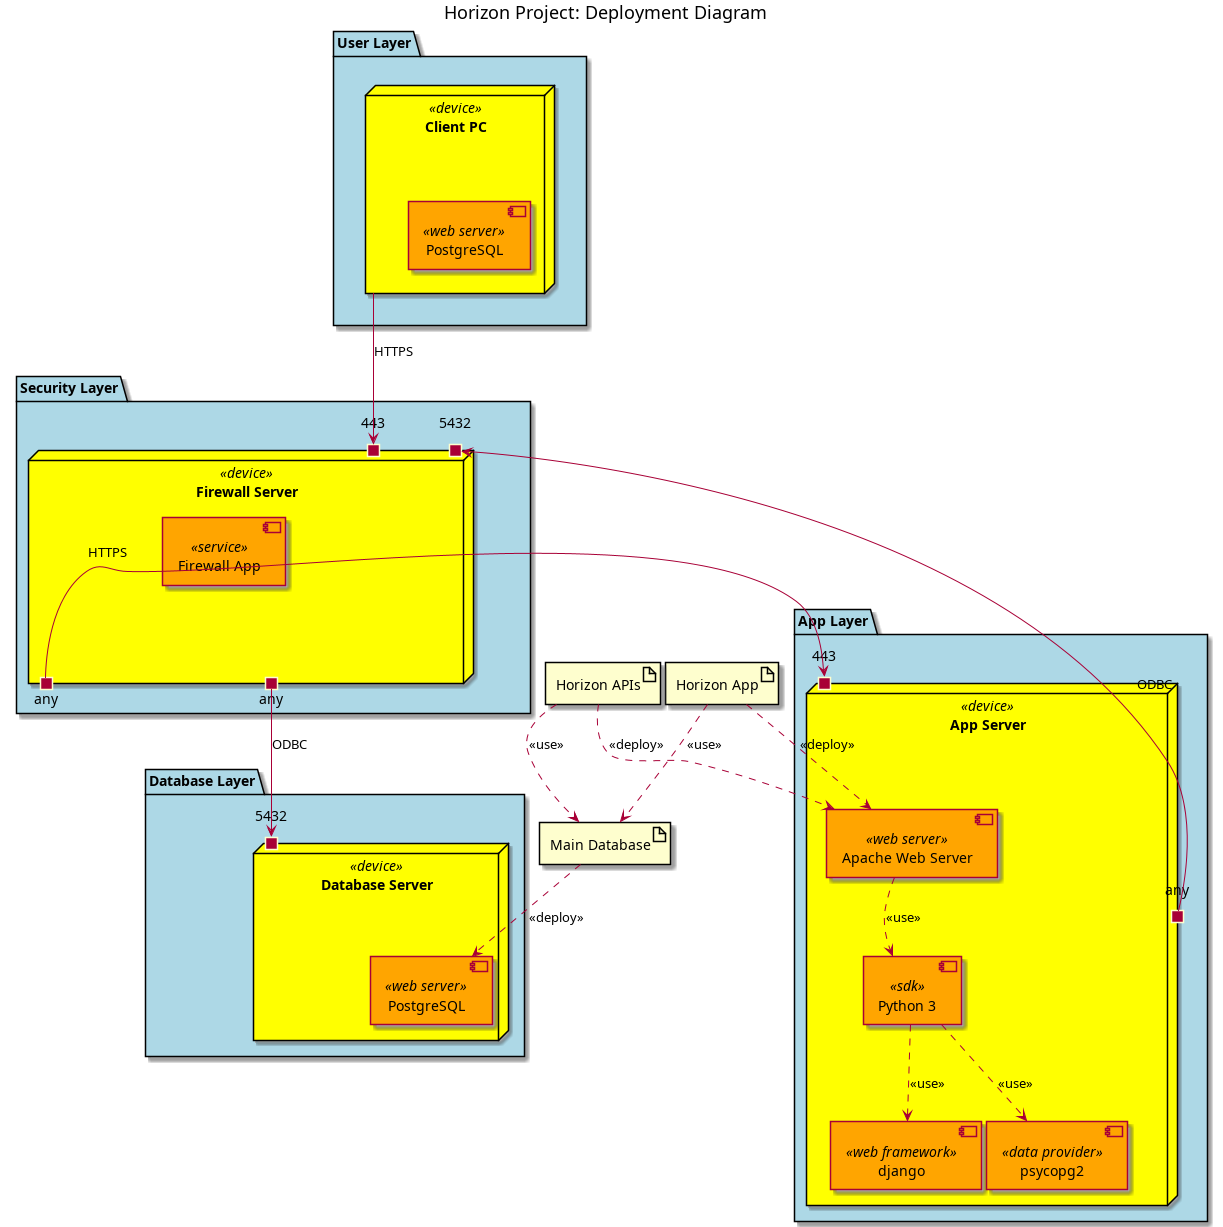 Horizon Project: Deployment Diagram
User Layer
«device»
Client PC
«web server»
PostgreSQL
HTTPS
Security Layer
443
5432
«device»
Firewall Server
«service»
Firewall App
HTTPS
any
any
ODBC
Horizon APIs
Horizon App
«use»
«deploy»
«use»
«deploy»
Main Database
«deploy»
Database Layer
5432
«device»
Database Server
«web server»
PostgreSQL
App Layer
443
ODBC
«device»
App Server
«web server»
Apache Web Server
any
«use»
«sdk»
Python 3
«use»
«use»
«web framework»
django
«data provider»
psycopg2